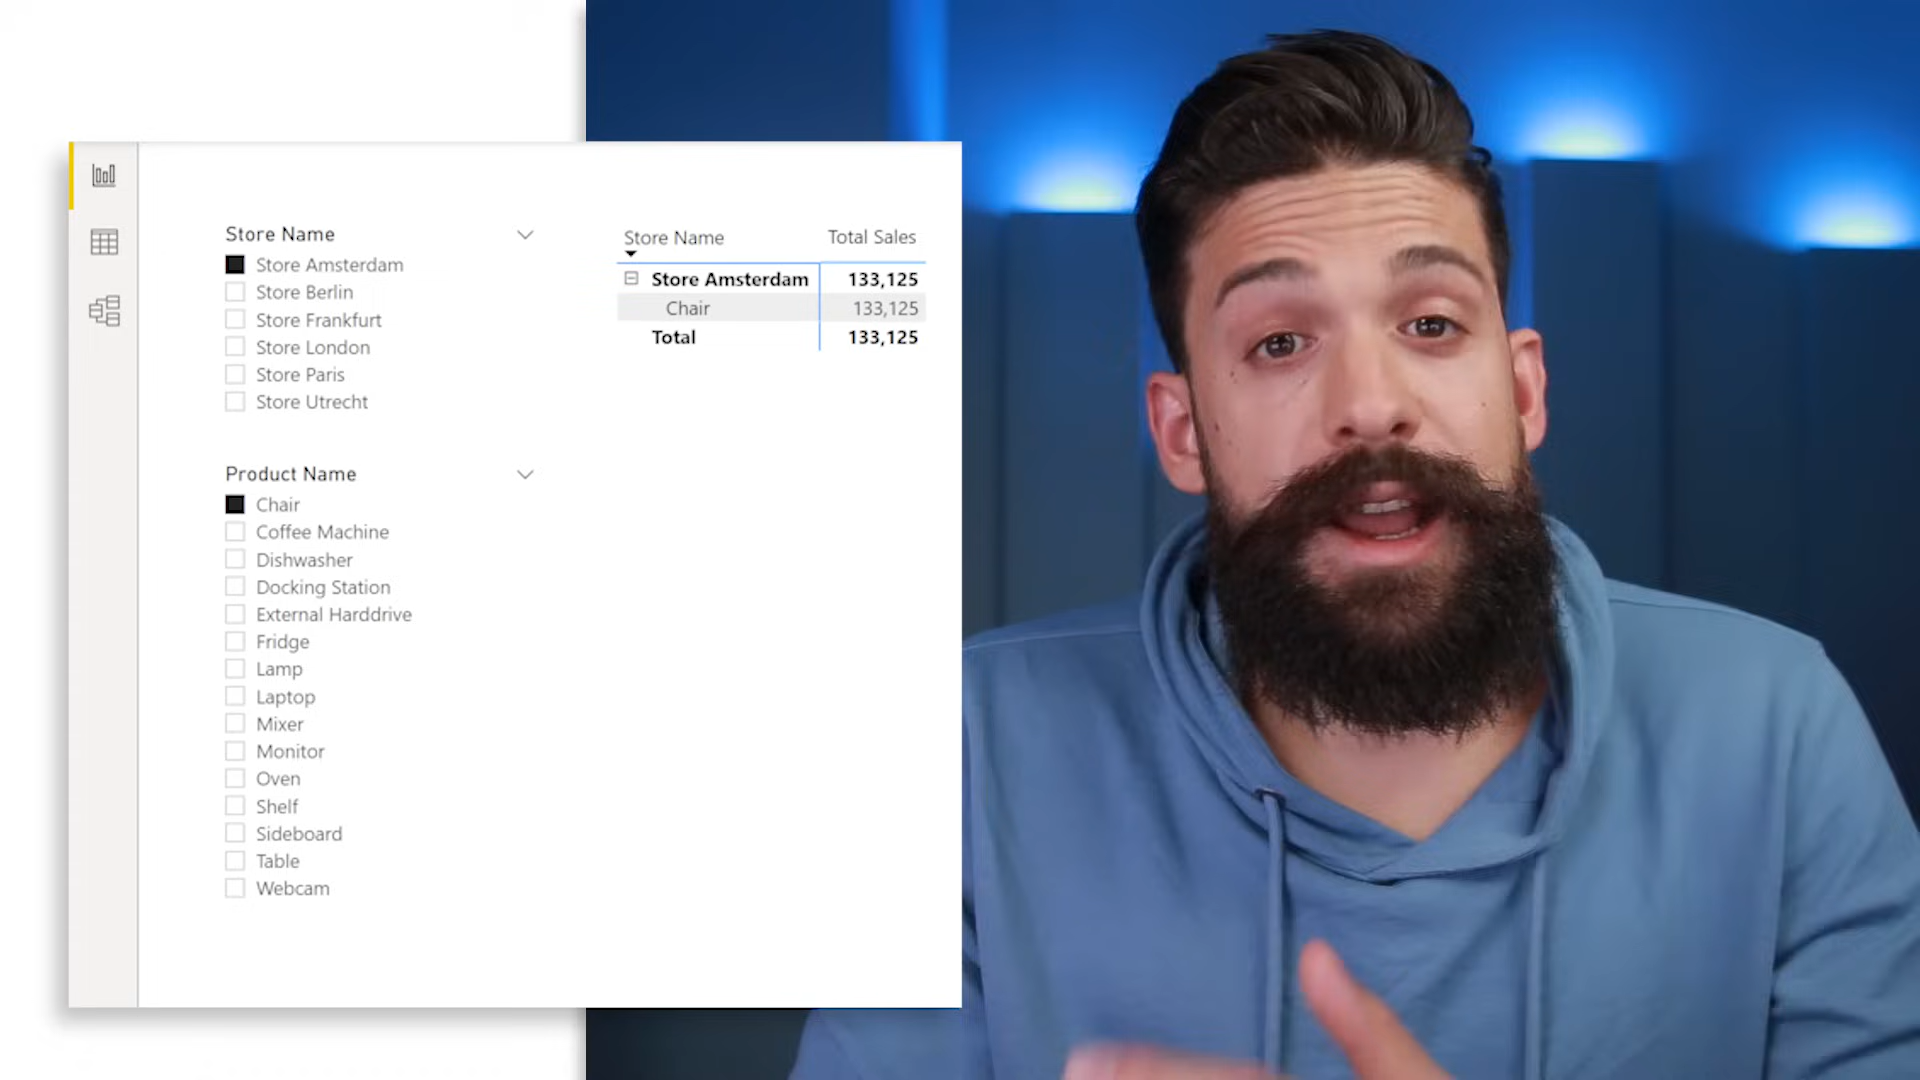 Store Name
Store Amsterdam
Store Berlin
Store Frankfurt
Store London
Store Paris
Store Utrecht
Product Name
Chair
Coffee Machine
Dishwasher
Docking Station
External Harddrive
Fridge
Lamp
Laptop
Mixer
Monitor
Oven
Shelf
Sideboard
Table
Webcam
Store Name Total Sales
Store Amsterdam 133,125
Chair 133,125
Total 133,125